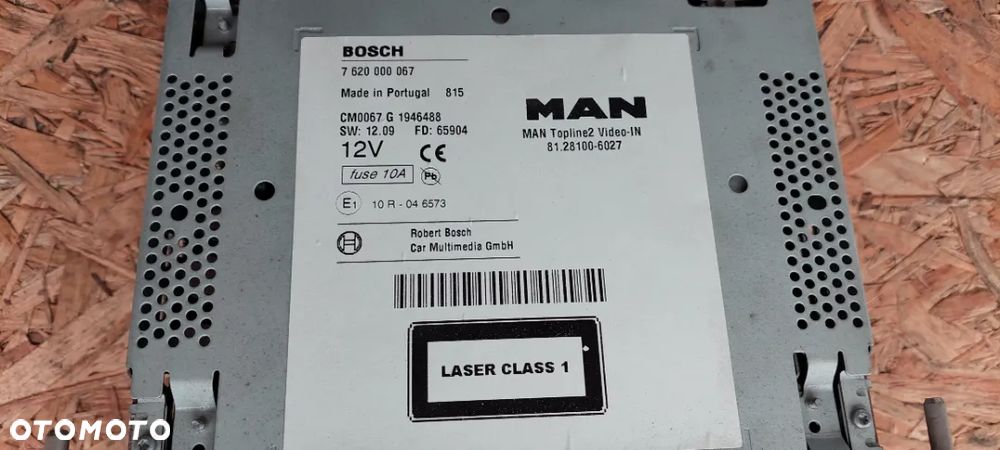 BOSCH
7 620 000 067
Made in Portugal 815
CM0067 G 1946488
SW: 12.09 FD: 65904
12V CE
fuse 10A Pb
E1 10 R - 04 6573
Robert Bosch
Car Multimedia GmbH
MAN
MAN Topline2 Video-IN
81.28100-6027
LASER CLASS 1
OTOMOTO